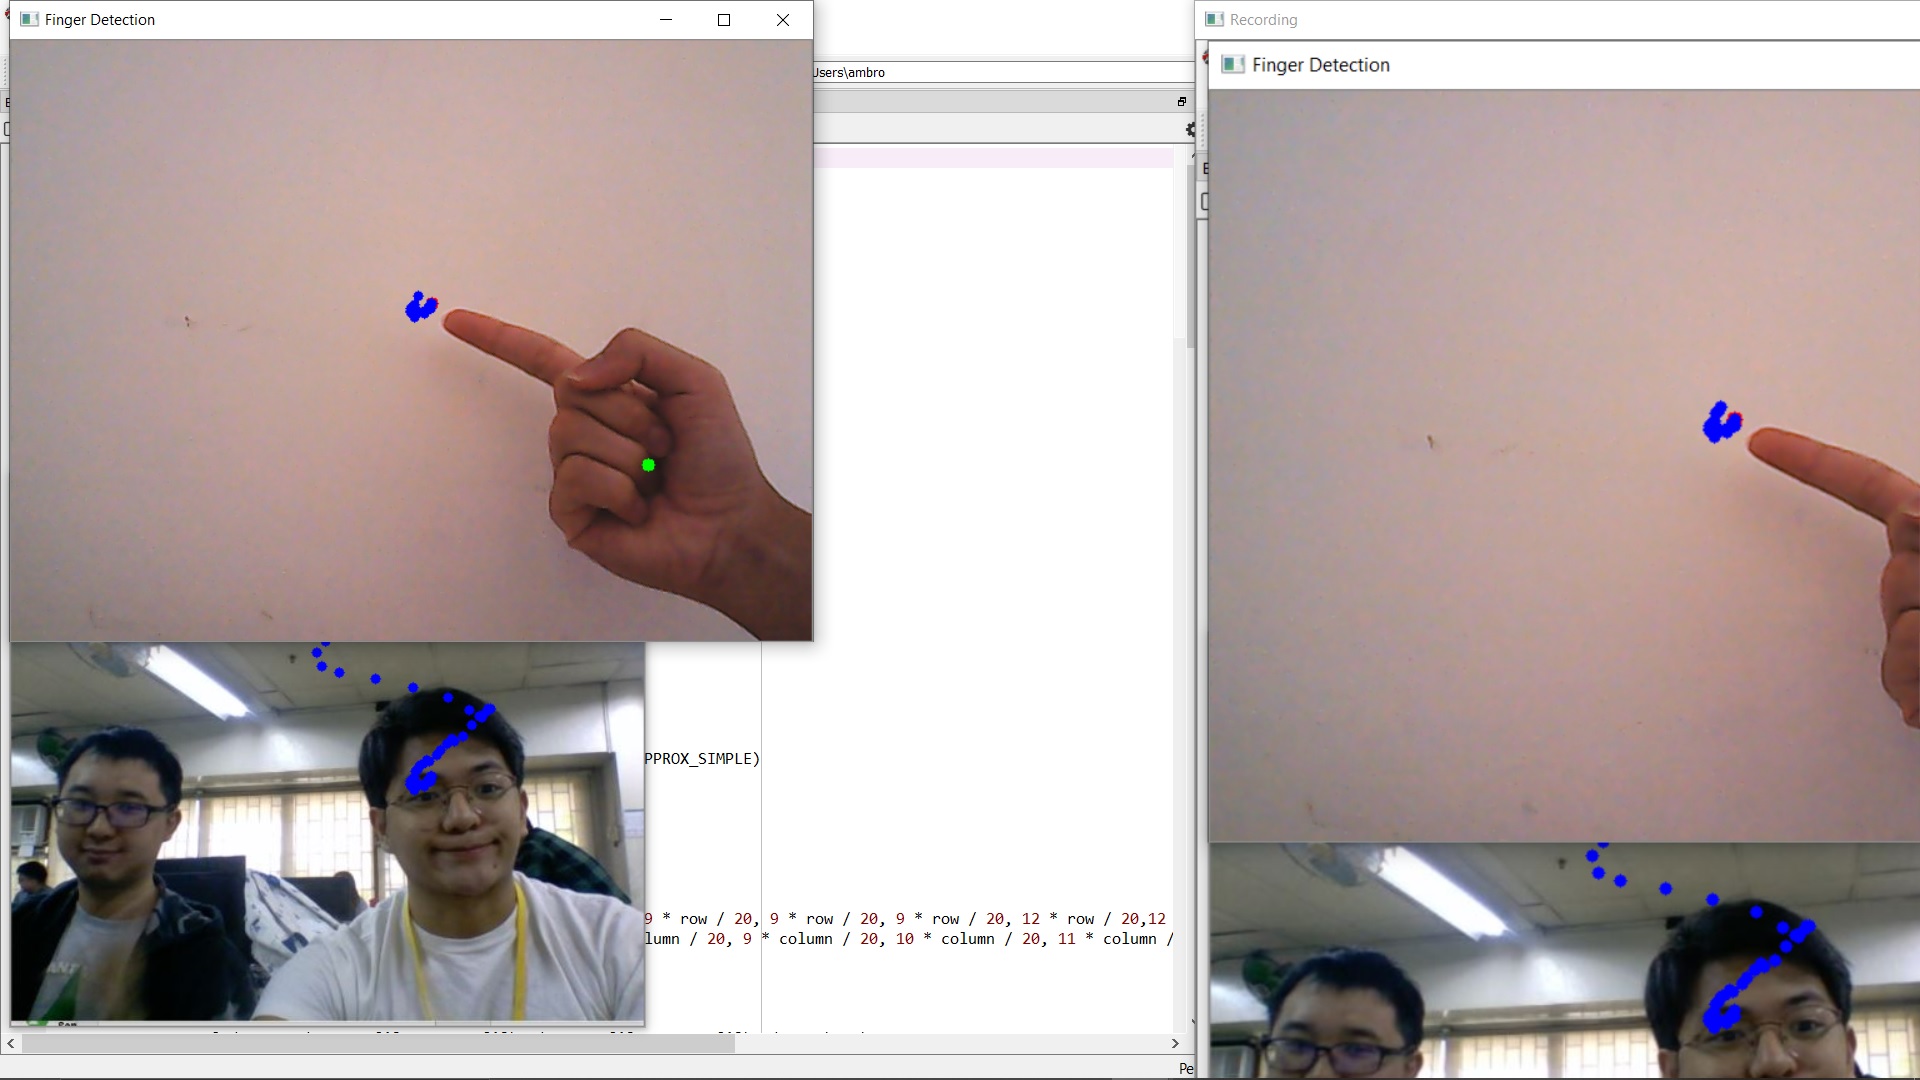 Finger Detection
Recording
Finger Detection
Users\ambro
PPROX_SIMPLE)
9 * row / 20, 9 * row / 20, 9 * row / 20, 12 * row / 20,12
lumn / 20, 9 * column / 20, 10 * column / 20, 11 * column /
Pe